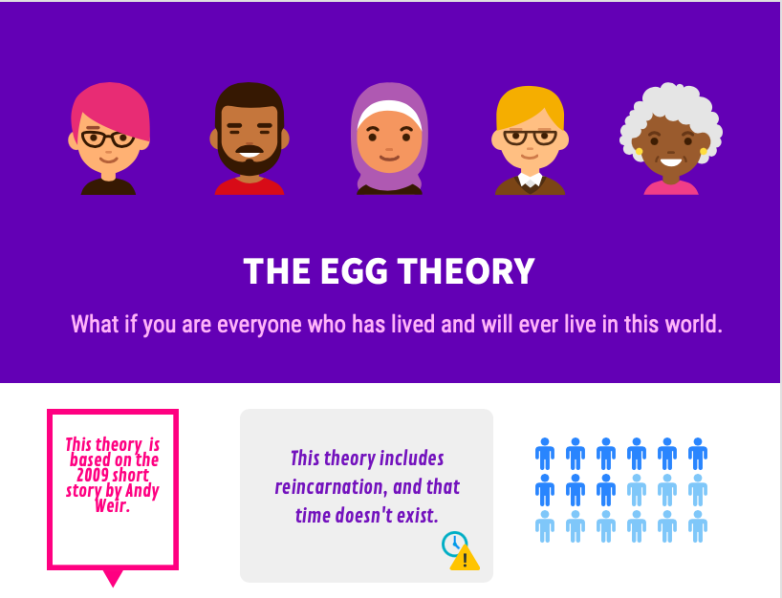 THE EGG THEORY
What if you are everyone who has lived and will ever live in this world.
This theory is
based on the
2009 short
story by Andy
Weir.
This theory includes
reincarnation, and that
time doesn't exist.